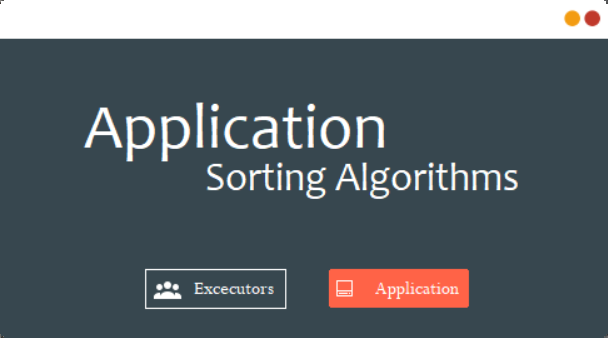 Application
Sorting Algorithms
Excecutors
Application